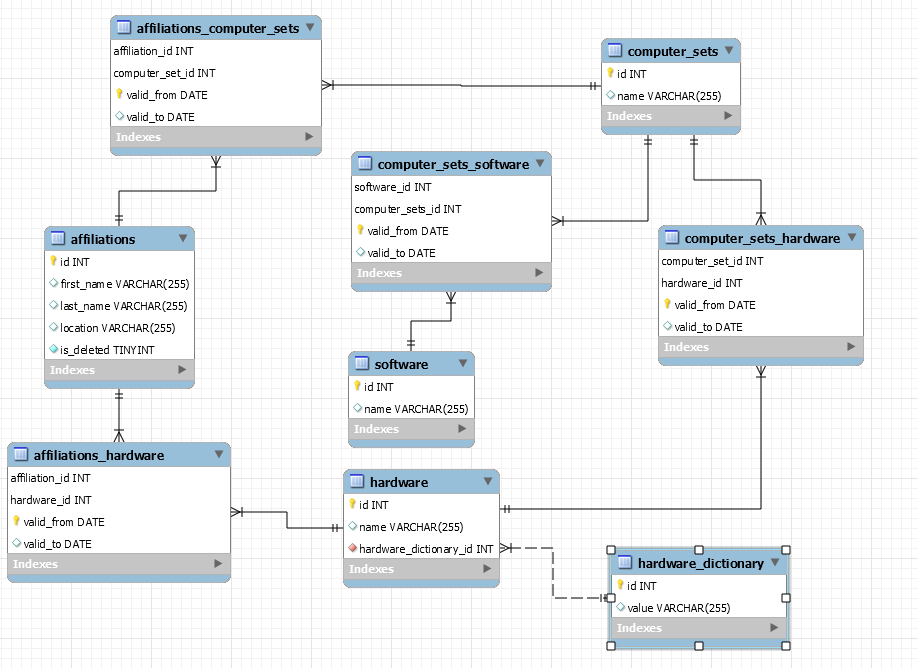 affiliations_computer_sets
affiliation_id INT
computer_set_id INT
valid_from DATE
valid_to DATE
Indexes
computer_sets
id INT
name VARCHAR(255)
Indexes
computer_sets_software
software_id INT
computer_sets_id INT
valid_from DATE
valid_to DATE
Indexes
affiliations
id INT
first_name VARCHAR(255)
last_name VARCHAR(255)
location VARCHAR(255)
is_deleted TINYINT
Indexes
computer_sets_hardware
computer_set_id INT
hardware_id INT
valid_from DATE
valid_to DATE
Indexes
software
id INT
name VARCHAR(255)
Indexes
affiliations_hardware
affiliation_id INT
hardware_id INT
valid_from DATE
valid_to DATE
Indexes
hardware
id INT
name VARCHAR(255)
hardware_dictionary_id INT
Indexes
hardware_dictionary
id INT
value VARCHAR(255)
Indexes